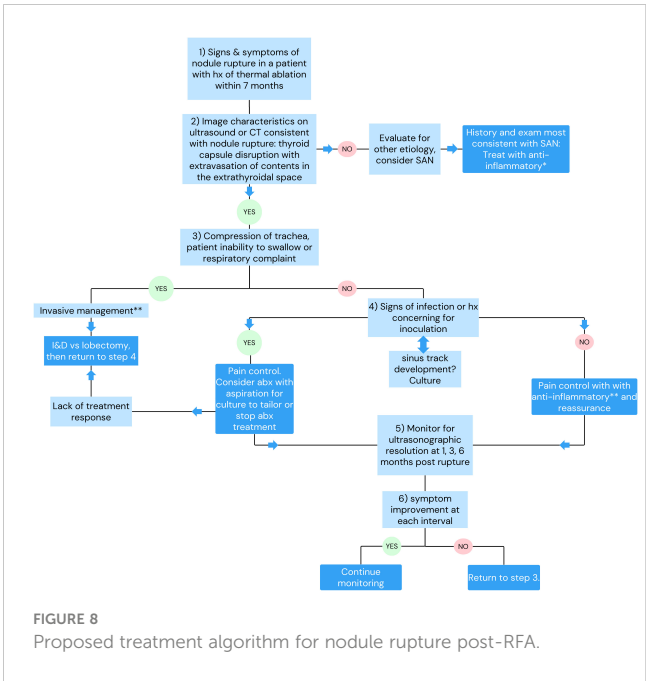 1) Signs & symptoms of
nodule rupture in a patient
with hx of thermal ablation
within 7 months
2) Image characteristics on
ultrasound or CT consistent
with nodule rupture: thyroid
capsule disruption with
extravasation of contents
in the extrathyroidal space
NO
Evaluate for
other etiology,
consider SAN
History and exam most
consistent with SAN:
Treat with anti-
inflammatory*
YES
3) Compression of trachea,
patient inability to swallow or
respiratory complaint
YES
NO
Invasive management**
I&D vs lobectomy,
then return to step 4
Lack of treatment
response
4) Signs of infection or hx
concerning for
inoculation
YES
sinus track
development?
Culture
NO
Pain control.
Consider abx with
aspiration for
culture to tailor or
stop abx
treatment
Pain control with with
anti-inflammatory** and
reassurance
5) Monitor for
ultrasonographic
resolution at 1, 3, 6
months post rupture
6) symptom
improvement at
each interval
YES
NO
Continue
monitoring
Return to step 3.
FIGURE 8
Proposed treatment algorithm for nodule rupture post-RFA.